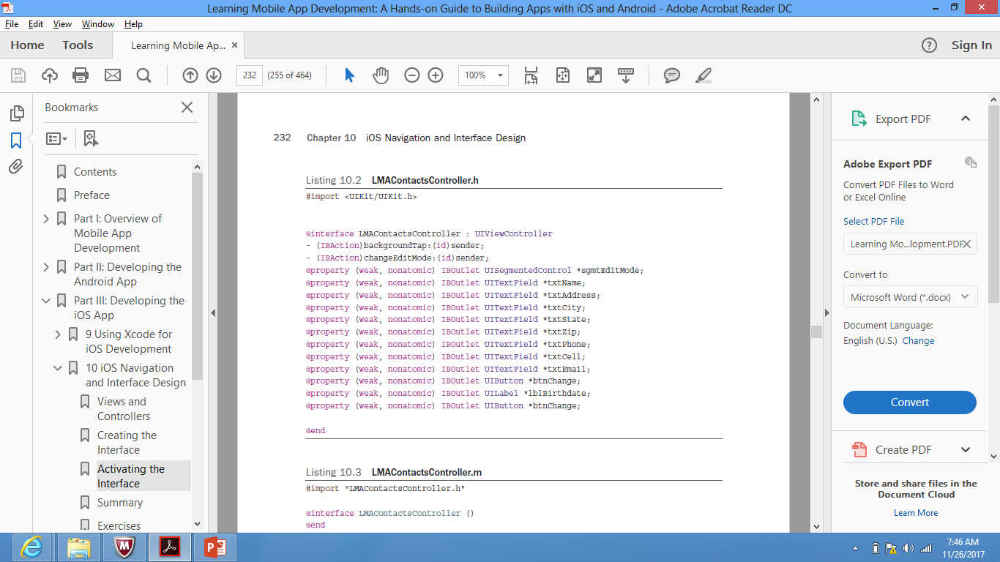 Learning Mobile App Development: A Hands-on Guide to Building Apps with iOS and Android - Adobe Acrobat Reader DC
File Edit View Window Help
Home Tools Learning Mobile Ap... × Sign In
232 (255 of 464) 100%
Bookmarks
Contents
Preface
Part I: Overview of
Mobile App
Development
Part II: Developing the
Android App
Part III: Developing the
iOS App
9 Using Xcode for
iOS Development
10 iOS Navigation
and Interface Design
Views and
Controllers
Creating the
Interface
Activating the
Interface
Summary
Exercises
232 Chapter 10 iOS Navigation and Interface Design
Listing 10.2 LMAContactsController.h
#import <UIKit/UIKit.h>
@interface LMAContactsController : UIViewController
- (IBAction)backgroundTap:(id)sender;
- (IBAction)changeEditMode:(id)sender;
@property (weak, nonatomic) IBOutlet UISegmentedControl *sgmtEditMode;
@property (weak, nonatomic) IBOutlet UITextField *txtName;
@property (weak, nonatomic) IBOutlet UITextField *txtAddress;
@property (weak, nonatomic) IBOutlet UITextField *txtCity;
@property (weak, nonatomic) IBOutlet UITextField *txtState;
@property (weak, nonatomic) IBOutlet UITextField *txtZip;
@property (weak, nonatomic) IBOutlet UITextField *txtPhone;
@property (weak, nonatomic) IBOutlet UITextField *txtCell;
@property (weak, nonatomic) IBOutlet UITextField *txtEmail;
@property (weak, nonatomic) IBOutlet UIButton *btnChange;
@property (weak, nonatomic) IBOutlet UILabel *lblBirthdate;
@property (weak, nonatomic) IBOutlet UIButton *btnChange;
@end
Listing 10.3 LMAContactsController.m
#import "LMAContactsController.h"
@interface LMAContactsController ()
@end
Export PDF
Adobe Export PDF
Convert PDF Files to Word
or Excel Online
Select PDF File
Learning Mo...lopment.PDF
Convert to
Microsoft Word (*.docx)
Document Language:
English (U.S.) Change
Convert
Create PDF
Store and share files in the
Document Cloud
Learn More
7:46 AM
11/26/2017